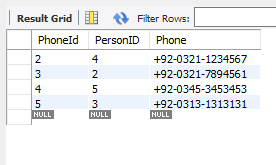 Result Grid Filter Rows:
PhoneId PersonID Phone
2 4 +92-0321-1234567
3 2 +92-0321-7894561
4 5 +92-0345-3453453
5 3 +92-0313-1313131
NULL NULL NULL